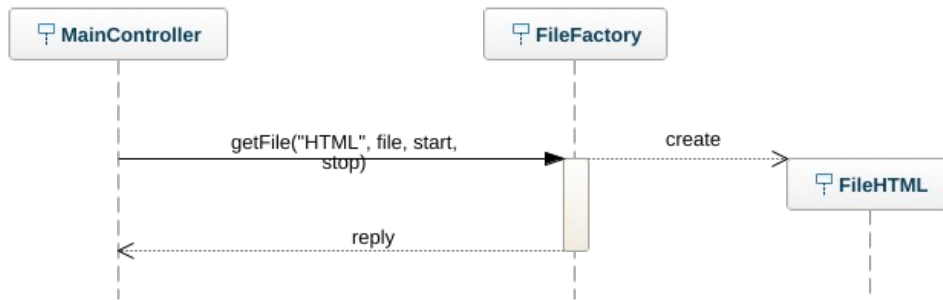 MainController
FileFactory
getFile("HTML", file, start,
stop)
create
FileHTML
reply